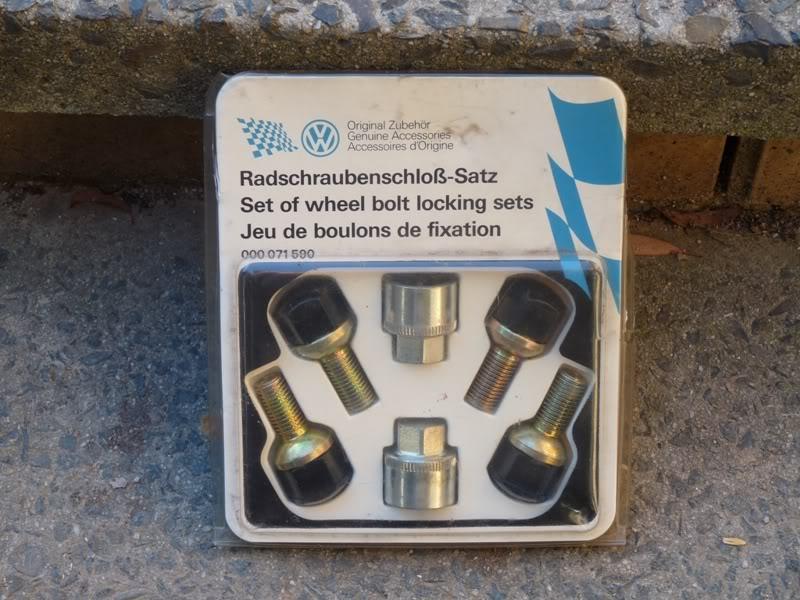 Original Zubehör
Genuine Accessories
Accessoires d'Origine
Radschraubenschloß-Satz
Set of wheel bolt locking sets
Jeu de boulons de fixation
000 071 590